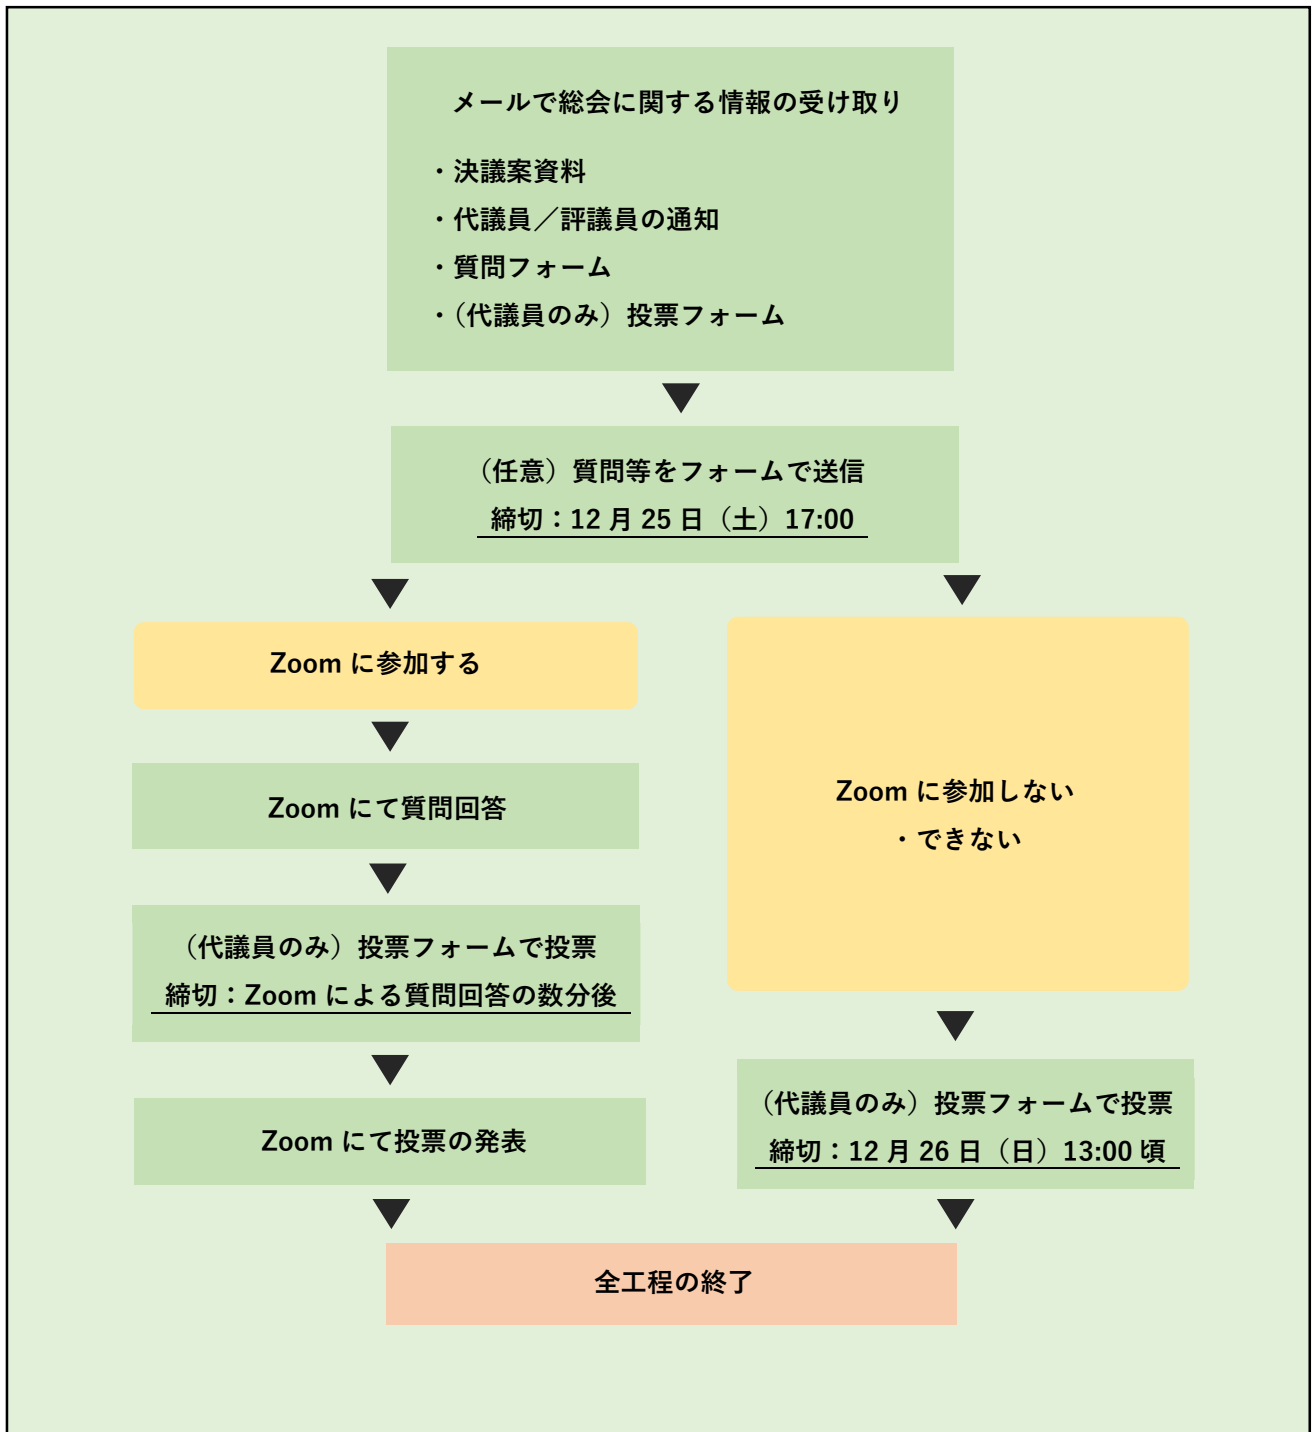 メールで総会に関する情報の受け取り
・決議案資料
・代議員／評議員の通知
・質問フォーム
・（代議員のみ）投票フォーム
（任意）質問等をフォームで送信
締切：12 月 25 日（土）17:00
Zoom に参加する
Zoom にて質問回答
（代議員のみ）投票フォームで投票
締切：Zoom による質問回答の数分後
Zoom にて投票の発表
Zoom に参加しない
・できない
（代議員のみ）投票フォームで投票
締切：12 月 26 日（日）13:00 頃
全工程の終了